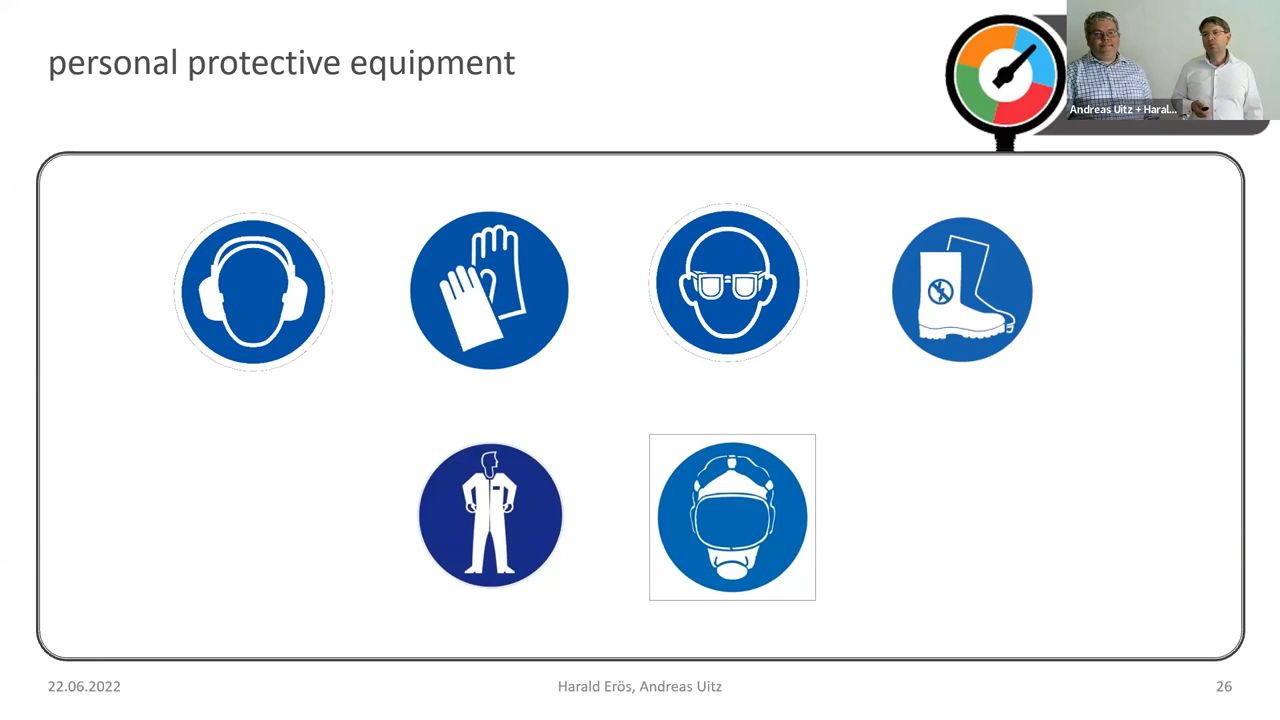 personal protective equipment
Andreas Uitz + Haral...
22.06.2022
Harald Erös, Andreas Uitz
26